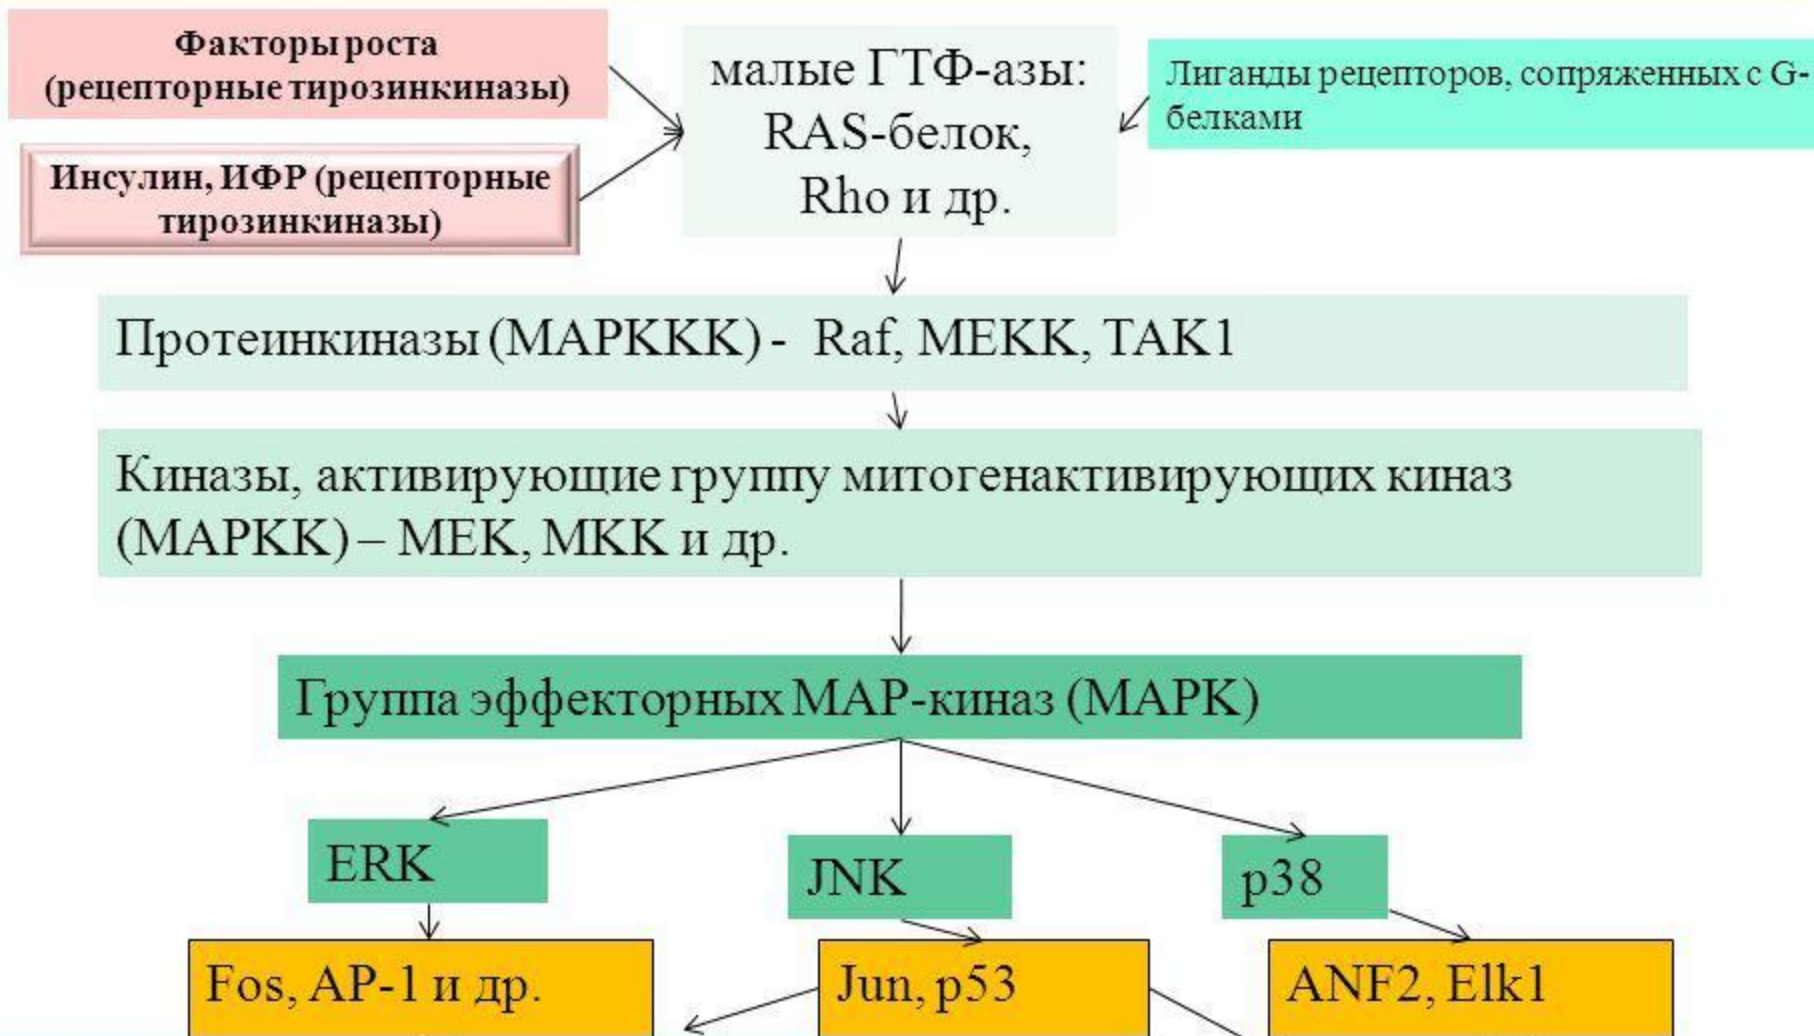 Факторы роста
(рецепторные тирозинкиназы)
Инсулин, ИФР (рецепторные
тирозинкиназы)
малые ГТФ-азы:
RAS-белок,
Rho и др.
Лиганды рецепторов, сопряженных с G-
белками
Протеинкиназы (MAPKKK) - Raf, MEKK, TAK1
Киназы, активирующие группу митогенактивирующих киназ
(MAPKK) – MEK, MKK и др.
Группа эффекторных МАР-киназ (MAPK)
ERK
JNK
p38
Fos, AP-1 и др.
Jun, p53
ANF2, Elk1